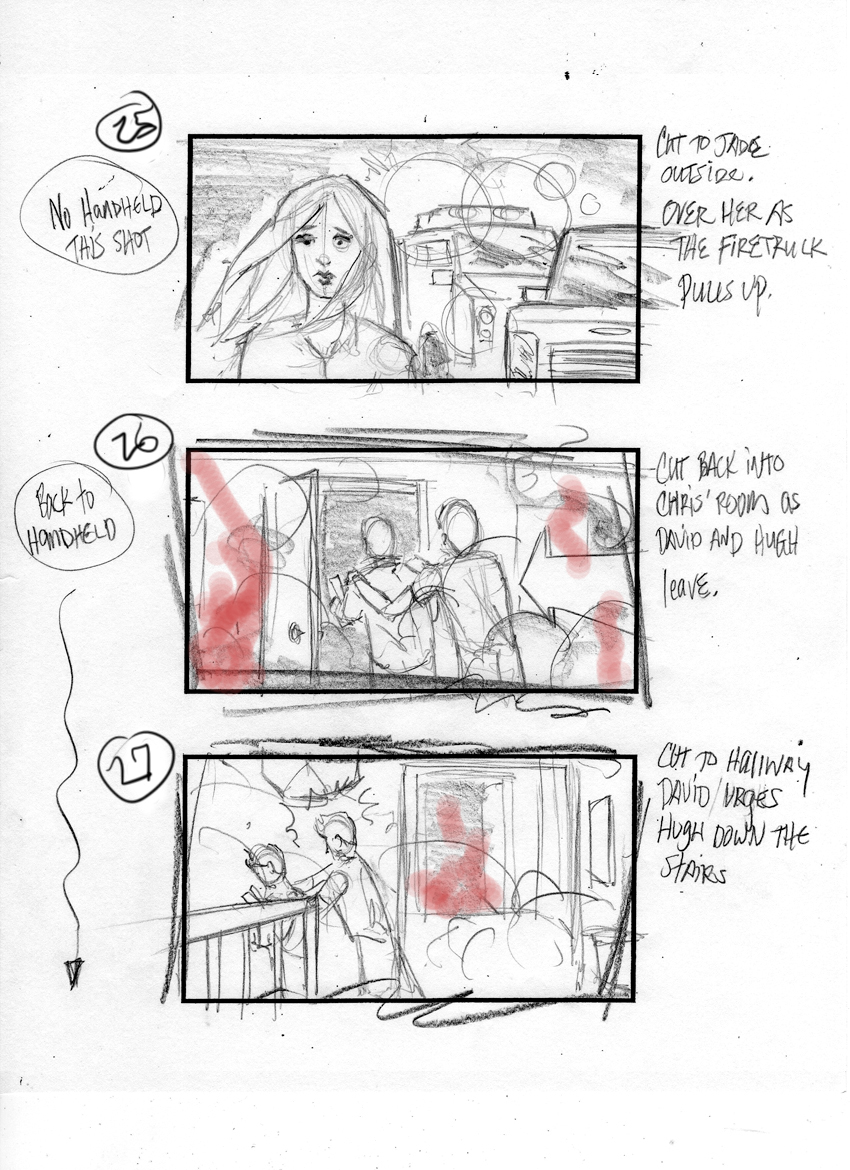 25
No HANDHELD
THIS SHOT
CUT TO JADE
OUTSIDE.
OVER HER AS
THE FIRETRUCK
PULLS UP.
26
BACK to
HANDHELD
CUT BACK INTO
CHRIS' ROOM as
DAVID AND HUGH
leave.
27
CUT TO HAllWAY
DAVID URGES
HUGH DOWN THE
STAIRS